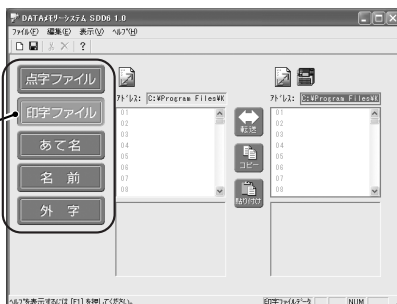 DATAメモリーシステム SDD6 1.0
ファイル(F) 編集(E) 表示(V) ヘルプ(H)
?
点字ファイル
印字ファイル
あて名
名前
外字
アドレス: C:¥Program Files¥K
01
02
03
04
05
06
07
08
転送
コピー
貼り付け
アドレス: C:¥Program Files¥K
01
02
03
04
05
06
07
08
ヘルプを表示するには [F1] を押してください。
印字ファイルデータ
NUM